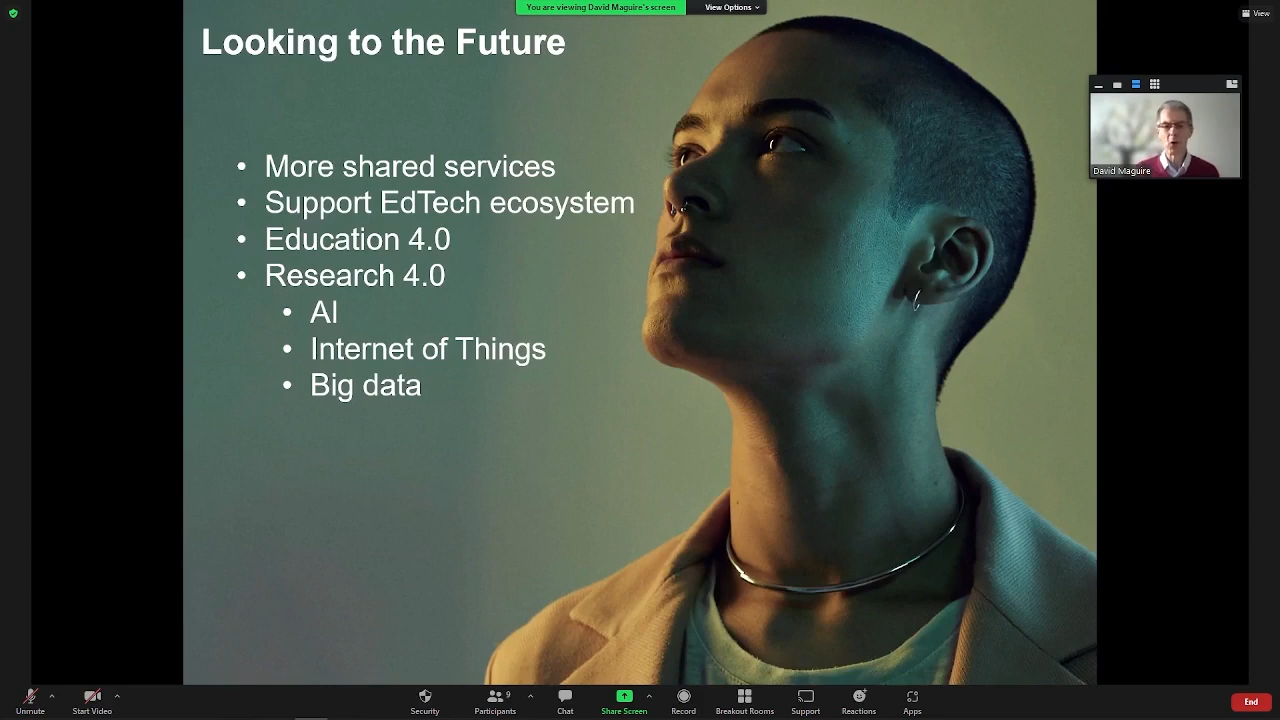 You are viewing David Maguire's screen
View Options
View
Looking to the Future
• More shared services
• Support EdTech ecosystem
• Education 4.0
• Research 4.0
• AI
• Internet of Things
• Big data
David Maguire
Unmute
Start Video
Security
Participants
9
Chat
Share Screen
Record
Breakout Rooms
Support
Reactions
Apps
End